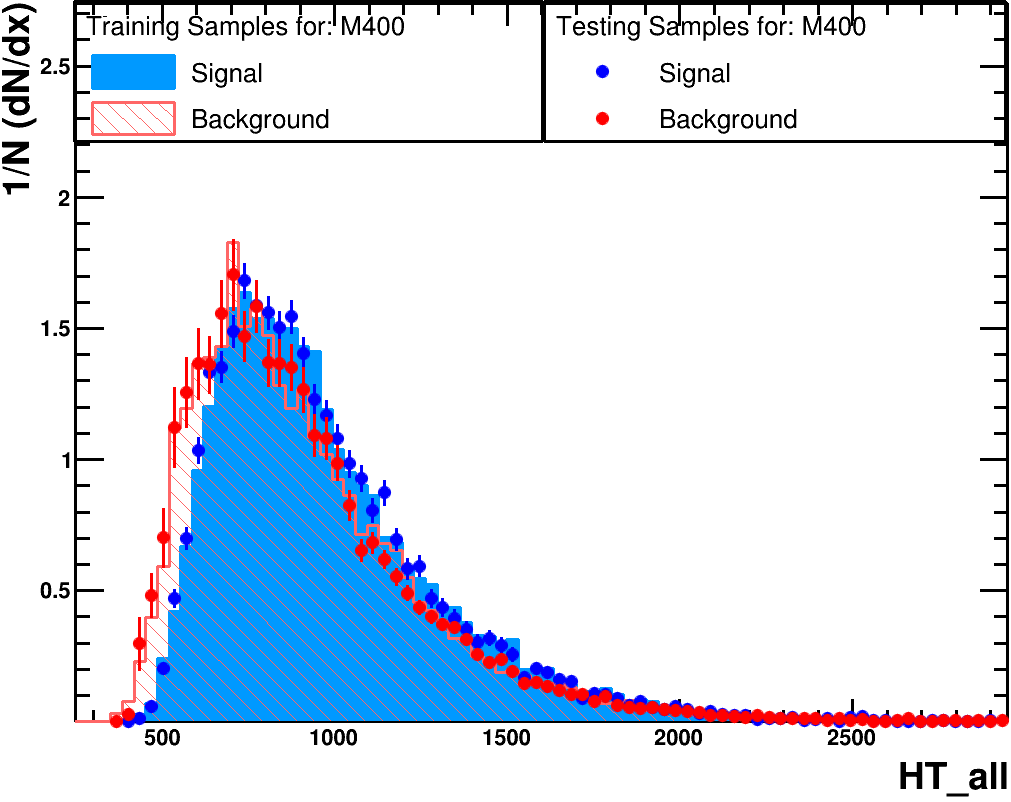 1/N (dN/dx)
Training Samples for: M400
Signal
Background
Testing Samples for: M400
Signal
Background
2.5
2
1.5
1
0.5
500 1000 1500 2000 2500
HT_all